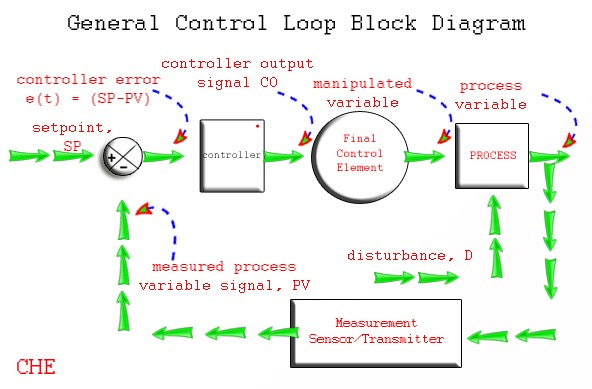 General Control Loop Block Diagram
controller output
signal CO
controller error
e(t) = (SP-PV)
manipulated
variable
process
variable
setpoint,
SP
+
-
controller
Final
Control
Element
PROCESS
disturbance, D
measured process
variable signal, PV
Measurement
Sensor/Transmitter
CHE